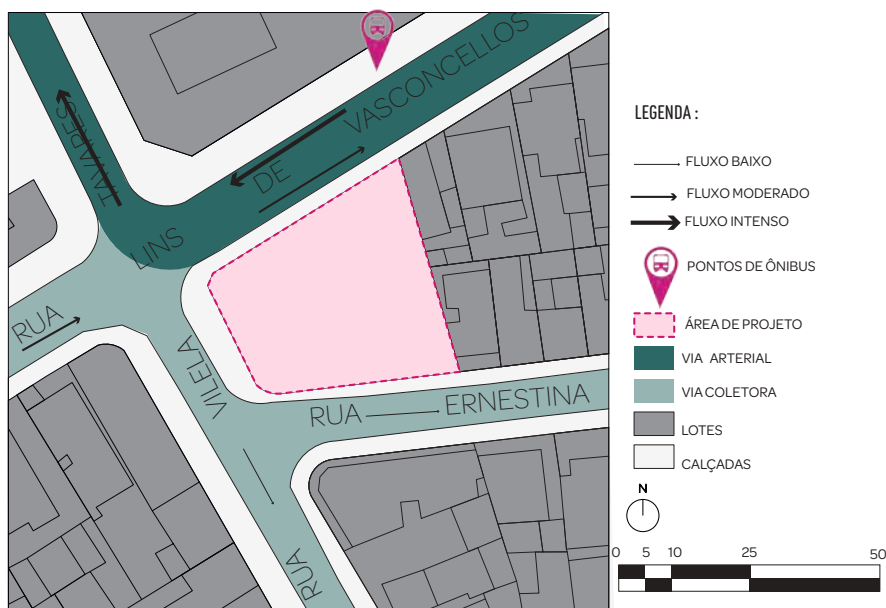 TAVARES
LINS DE VASCONCELLOS
RUA VILELA
RUA ERNESTINA
RUA
LEGENDA :
FLUXO BAIXO
FLUXO MODERADO
FLUXO INTENSO
PONTOS DE ÔNIBUS
ÁREA DE PROJETO
VIA ARTERIAL
VIA COLETORA
LOTES
CALÇADAS
N
0 5 10 25 50